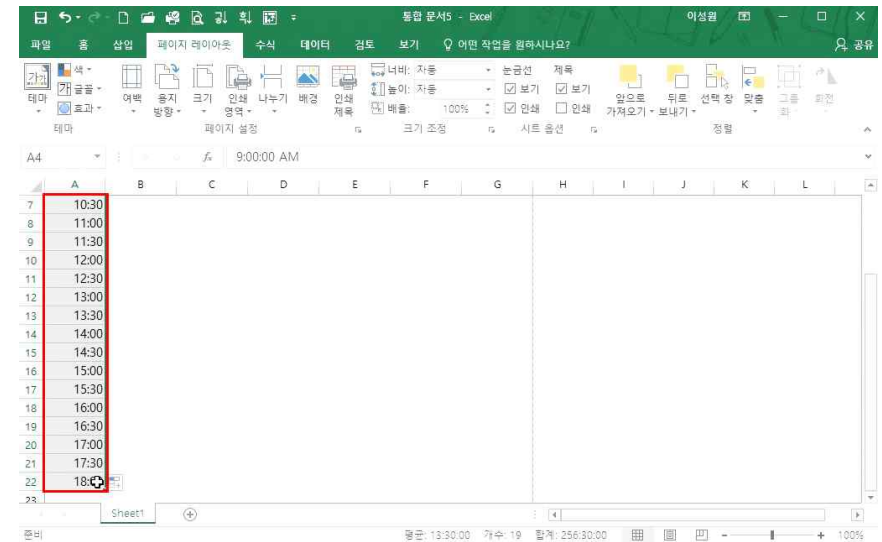 통합 문서5 - Excel
이성원
파일 홈 삽입 페이지 레이아웃 수식 데이터 검토 보기 어떤 작업을 원하시나요? 공유
색 너비: 자동 눈금선 제목
가가 가 글꼴 높이: 자동 보기 보기
테마 효과 여백 용지 방향 크기 인쇄 영역 나누기 배경 인쇄 제목 배율: 100% 인쇄 인쇄 앞으로 가져오기 뒤로 보내기 선택 창 맞춤 그룹화 회전
테마 페이지 설정 크기 조정 시트 옵션 정렬
A4 fx 9:00:00 AM
A B C D E F G H I J K L
7 10:30
8 11:00
9 11:30
10 12:00
11 12:30
12 13:00
13 13:30
14 14:00
15 14:30
16 15:00
17 15:30
18 16:00
19 16:30
20 17:00
21 17:30
22 18:
23
Sheet1
준비 평균: 13:30:00 개수: 19 합계: 256:30:00 100%